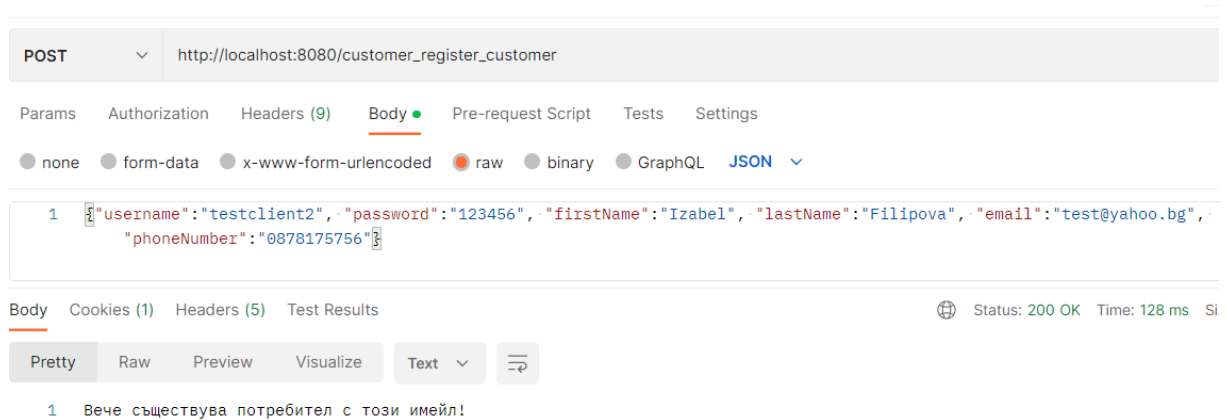 POST http://localhost:8080/customer_register_customer
Params Authorization Headers (9) Body Pre-request Script Tests Settings
none form-data x-www-form-urlencoded raw binary GraphQL JSON
1 {"username":"testclient2", "password":"123456", "firstName":"Izabel", "lastName":"Filipova", "email":"test@yahoo.bg",
"phoneNumber":"0878175756"}
Body Cookies (1) Headers (5) Test Results Status: 200 OK Time: 128 ms Si
Pretty Raw Preview Visualize Text
1 Вече съществува потребител с този имейл!